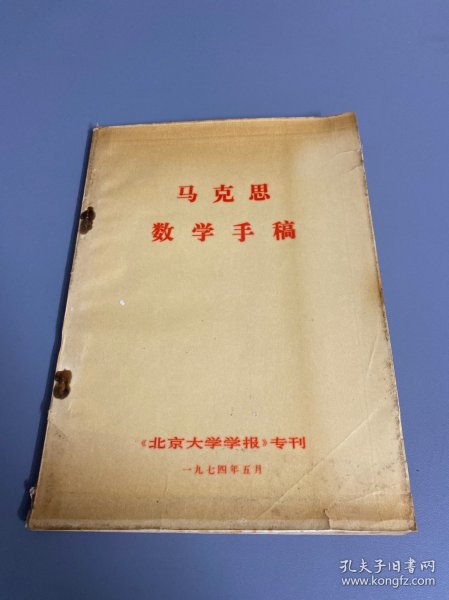 马克思
数学手稿
《北京大学学报》专刊
一九七四年五月
孔夫子旧书网
www.kongfz.com